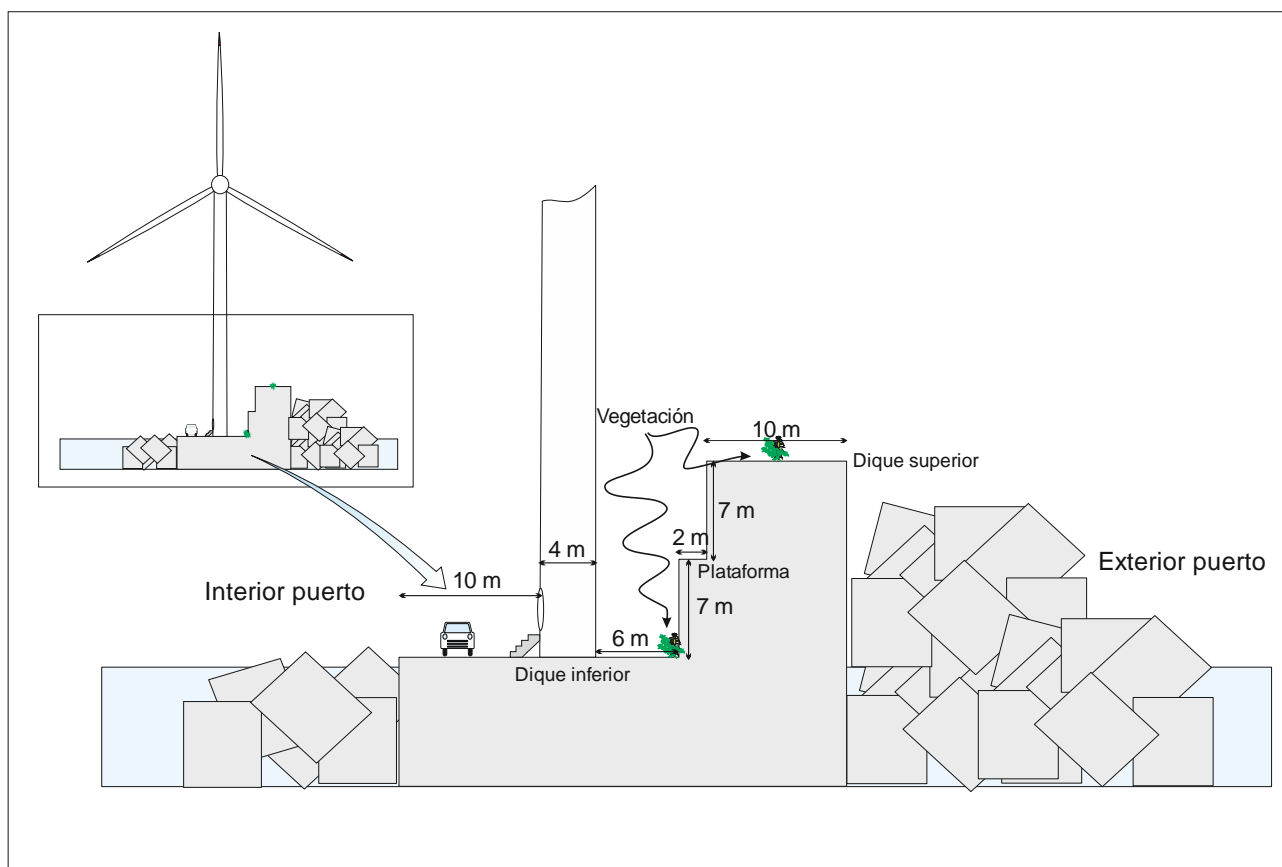 Vegetación
10 m
Dique superior
7 m
2 m
4 m
Plataforma
Exterior puerto
10 m
Interior puerto
7 m
6 m
Dique inferior